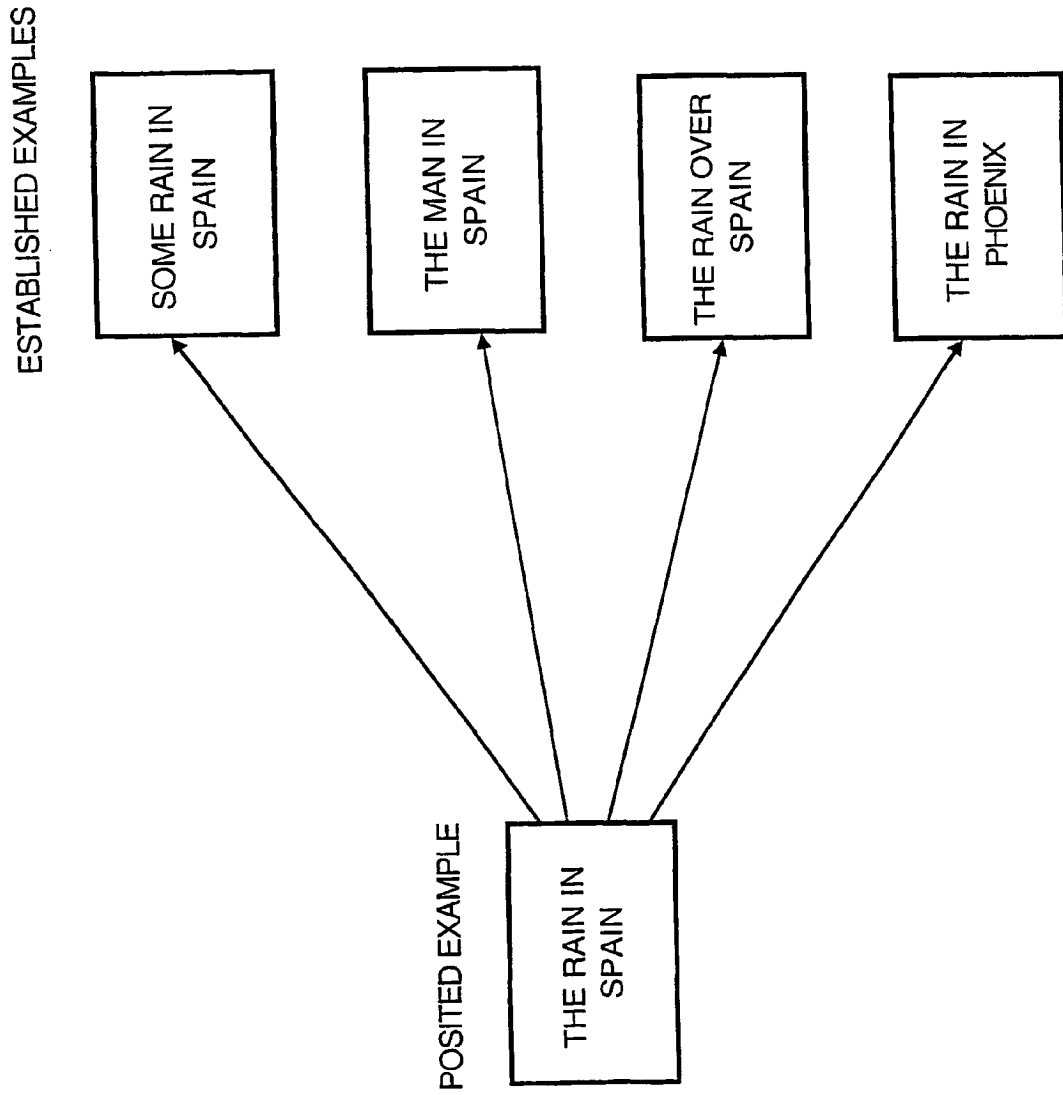 ESTABLISHED EXAMPLES
SOME RAIN IN
SPAIN
THE MAN IN
SPAIN
THE RAIN OVER
SPAIN
THE RAIN IN
PHOENIX
POSITED EXAMPLE
THE RAIN IN
SPAIN